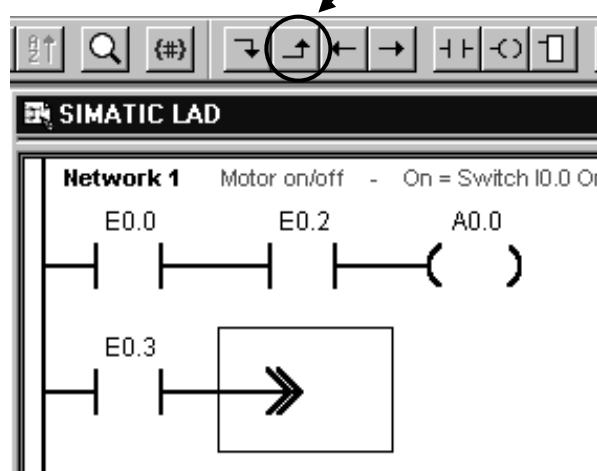 {#}
SIMATIC LAD
Network 1 Motor on/off - On = Switch I0.0 On
E0.0 E0.2 A0.0
E0.3